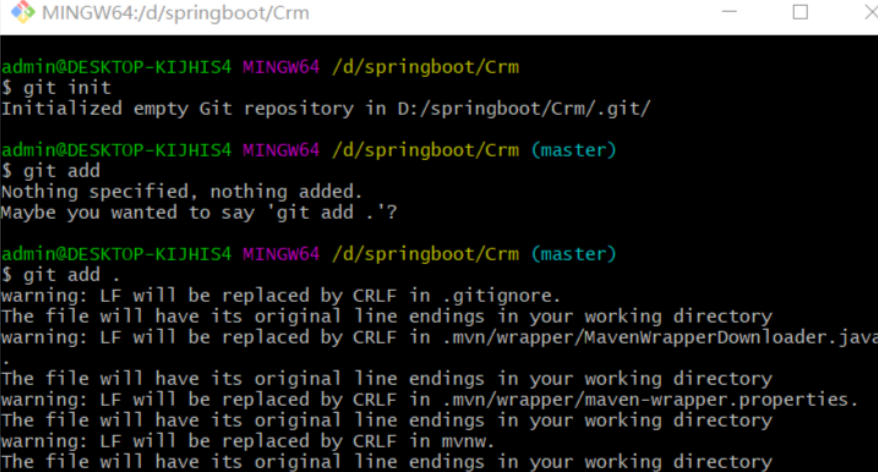 MINGW64:/d/springboot/Crm
admin@DESKTOP-KIJHIS4 MINGW64 /d/springboot/Crm
$ git init
Initialized empty Git repository in D:/springboot/Crm/.git/
admin@DESKTOP-KIJHIS4 MINGW64 /d/springboot/Crm (master)
$ git add
Nothing specified, nothing added.
Maybe you wanted to say 'git add .'?
admin@DESKTOP-KIJHIS4 MINGW64 /d/springboot/Crm (master)
$ git add .
warning: LF will be replaced by CRLF in .gitignore.
The file will have its original line endings in your working directory
warning: LF will be replaced by CRLF in .mvn/wrapper/MavenWrapperDownloader.java
.
The file will have its original line endings in your working directory
warning: LF will be replaced by CRLF in .mvn/wrapper/maven-wrapper.properties.
The file will have its original line endings in your working directory
warning: LF will be replaced by CRLF in mvnw.
The file will have its original line endings in your working directory